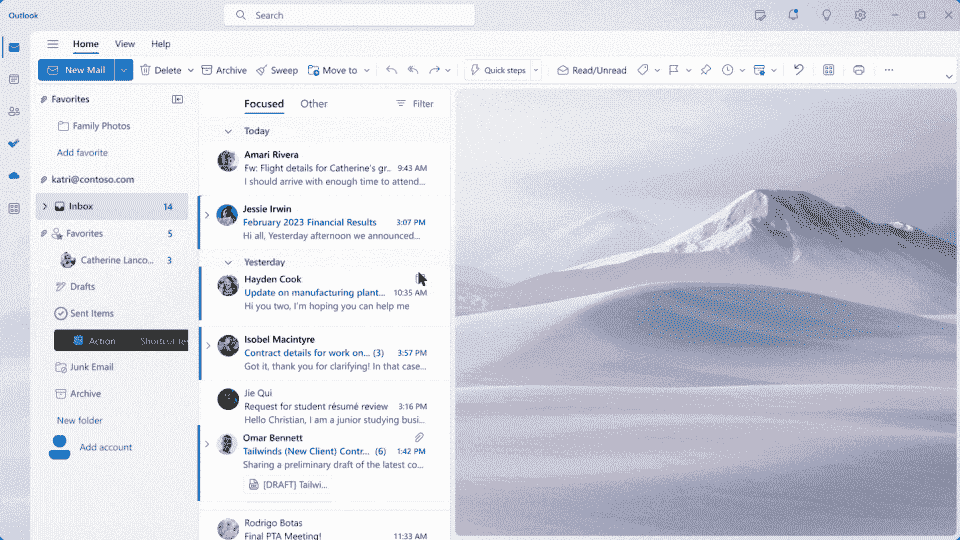 Outlook
Search
Home View Help
New Mail Delete Archive Sweep Move to Quick steps Read/Unread
Favorites
Family Photos
Add favorite
katri@contoso.com
Inbox 14
Favorites 5
Catherine Lanco... 3
Drafts
Sent Items
Action Shortcut
Junk Email
Archive
New folder
Add account
Focused Other Filter
Today
Amari Rivera
Fw: Flight details for Catherine's gr... 9:43 AM
I should arrive with enough time to attend...
Jessie Irwin
February 2023 Financial Results 3:07 PM
Hi all, Yesterday afternoon we announced...
Yesterday
Hayden Cook
Update on manufacturing plant... 10:35 AM
Hi you two, I'm hoping you can help me
Isobel Macintyre
Contract details for work on... (3) 3:57 PM
Got it, thank you for clarifying! In that case...
Jie Qui
Request for student résumé review 3:16 PM
Hello Christian, I am a junior studying busi...
Omar Bennett
Tailwinds (New Client) Contr... (6) 1:42 PM
Sharing a preliminary draft of the latest co...
[DRAFT] Tailwi...
Rodrigo Botas
Final PTA Meeting! 11:33 AM